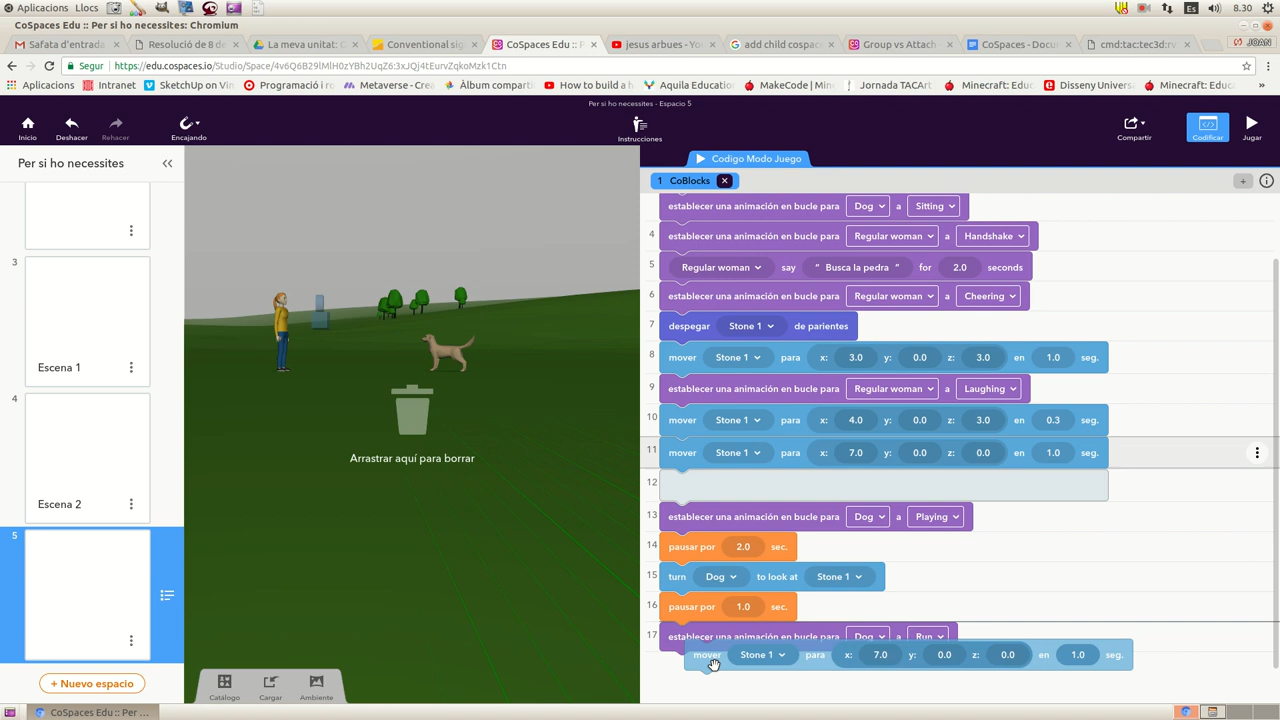 Aplicaciones Llocs
Es 8.30
CoSpaces Edu :: Per si ho necessites: Chromium
Safata d'entrada
Resolució de 8 de
La meva unitat: G
Conventional sig
CoSpaces Edu :: P
jesus arbues - Yo
add child cospac
Group vs Attach
CoSpaces - Docu
cmd:tac:tec3d:rw
JOAN
Segur https://edu.cospaces.io/Studio/Space/4v6Q6B29lMlH0zYBh2UqZ6:3xJQj4tEurvZqkoMzk1Ctn
Aplicacions Intranet SketchUp on Vin Programació i ro Metaverse - Crea Àlbum comparti How to build a h Aquila Education MakeCode | Min Jornada TACArt Minecraft: Educ Disseny Univers Minecraft: Educ »
Per si ho necessites - Espacio 5
Inicio Deshacer Rehacer Encajando Instrucciones Compartir Codificar Jugar
Per si ho necessites
Codigo Modo Juego
1 CoBlocks
establecer una animación en bucle para Dog a Sitting
4 establecer una animación en bucle para Regular woman a Handshake
5 Regular woman say “ Busca la pedra ” for 2.0 seconds
6 establecer una animación en bucle para Regular woman a Cheering
7 despegar Stone 1 de parientes
8 mover Stone 1 para x: 3.0 y: 0.0 z: 3.0 en 1.0 seg.
9 establecer una animación en bucle para Regular woman a Laughing
10 mover Stone 1 para x: 4.0 y: 0.0 z: 3.0 en 0.3 seg.
11 mover Stone 1 para x: 7.0 y: 0.0 z: 0.0 en 1.0 seg.
12
13 establecer una animación en bucle para Dog a Playing
14 pausar por 2.0 sec.
15 turn Dog to look at Stone 1
16 pausar por 1.0 sec.
17 establecer una animación en bucle para Dog a Run
mover Stone 1 para x: 7.0 y: 0.0 z: 0.0 en 1.0 seg.
3
Escena 1
4
Escena 2
5
+ Nuevo espacio
Arrastrar aquí para borrar
Catálogo Cargar Ambiente
CoSpaces Edu :: Per ...